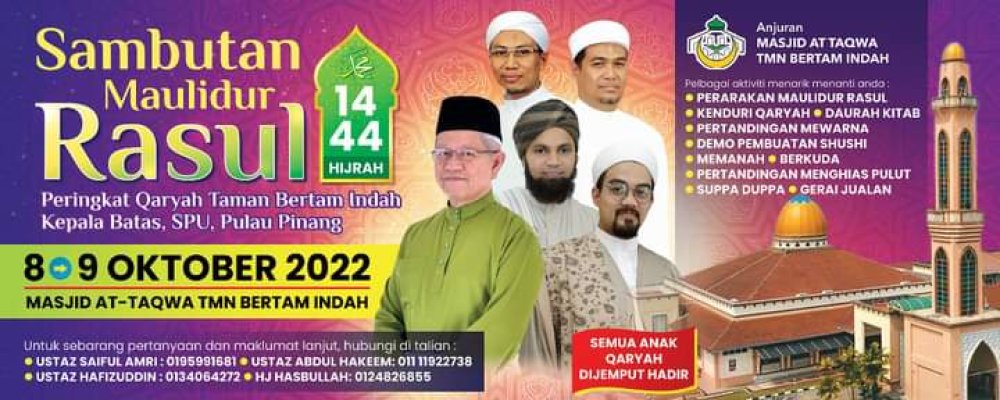 Sambutan
Maulidur
Rasul
محمد
14
44
HIJRAH
Peringkat Qaryah Taman Bertam Indah
Kepala Batas, SPU, Pulau Pinang
8 9 OKTOBER 2022
MASJID AT-TAQWA TMN BERTAM INDAH
Untuk sebarang pertanyaan dan maklumat lanjut, hubungi di talian :
• USTAZ SAIFUL AMRI : 0195991681 • USTAZ ABDUL HAKEEM: 011 11922738
• USTAZ HAFIZUDDIN : 0134064272 • HJ HASBULLAH: 0124826855
SEMUA ANAK
QARYAH
DIJEMPUT HADIR
Anjuran
MASJID AT TAQWA
TMN BERTAM INDAH
Pelbagai aktiviti menarik menanti anda :
• PERARAKAN MAULIDUR RASUL
• KENDURI QARYAH • DAURAH KITAB
• PERTANDINGAN MEWARNA
• DEMO PEMBUATAN SHUSHI
• MEMANAH • BERKUDA
• PERTANDINGAN MENGHIAS PULUT
• SUPPA DUPPA • GERAI JUALAN